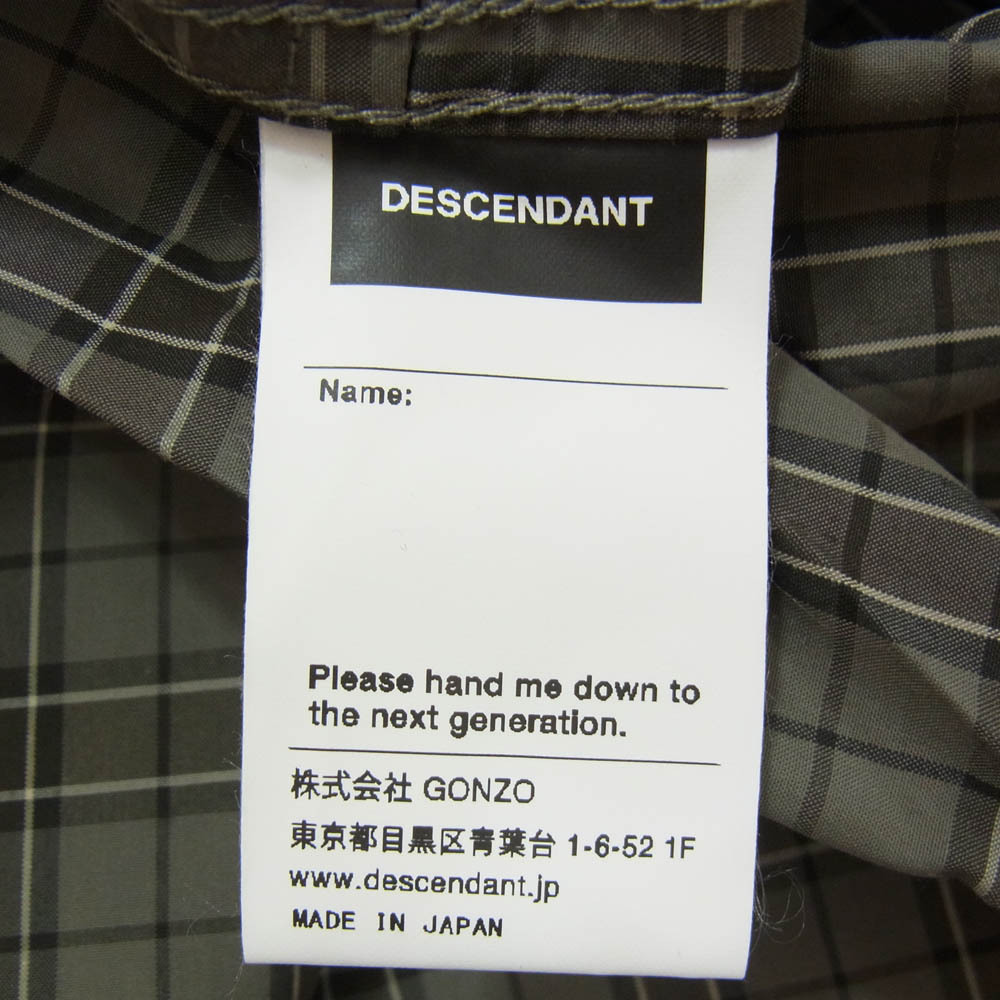 DESCENDANT
Name:
Please hand me down to
the next generation.
株式会社 GONZO
東京都目黒区青葉台 1-6-52 1F
www.descendant.jp
MADE IN JAPAN